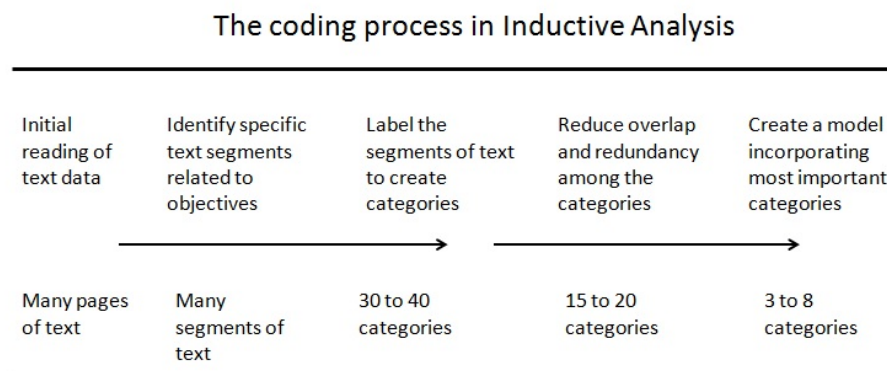 The coding process in Inductive Analysis
Initial
reading of
text data
Identify specific
text segments
related to
objectives
Label the
segments of text
to create
categories
Reduce overlap
and redundancy
among the
categories
Create a model
incorporating
most important
categories
Many pages
of text
Many
segments of
text
30 to 40
categories
15 to 20
categories
3 to 8
categories